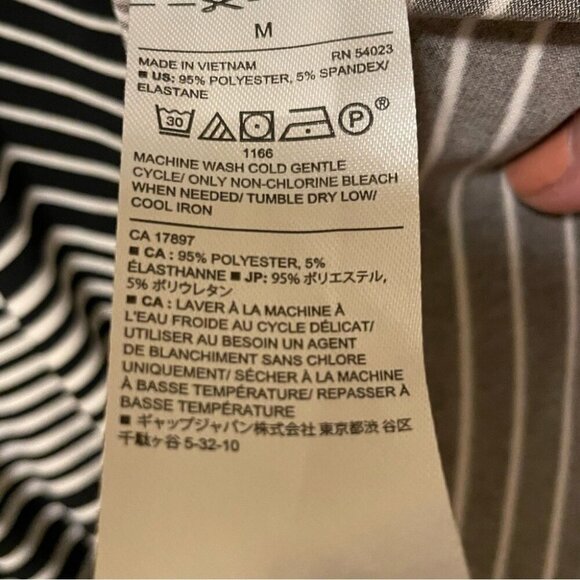 M
MADE IN VIETNAM RN 54023
■ US: 95% POLYESTER, 5% SPANDEX/
ELASTANE
30 P ®
1166
MACHINE WASH COLD GENTLE
CYCLE/ ONLY NON-CHLORINE BLEACH
WHEN NEEDED/ TUMBLE DRY LOW/
COOL IRON
CA 17897
■ CA : 95% POLYESTER, 5%
ÉLASTHANNE ■ JP: 95% ポリエステル,
5% ポリウレタン
■ CA : LAVER À LA MACHINE À
L'EAU FROIDE AU CYCLE DÉLICAT/
UTILISER AU BESOIN UN AGENT
DE BLANCHIMENT SANS CHLORE
UNIQUEMENT/ SÉCHER À LA MACHINE
À BASSE TEMPÉRATURE/ REPASSER À
BASSE TEMPÉRATURE
■ ギャップジャパン株式会社 東京都渋 谷区
千駄ヶ谷 5-32-10